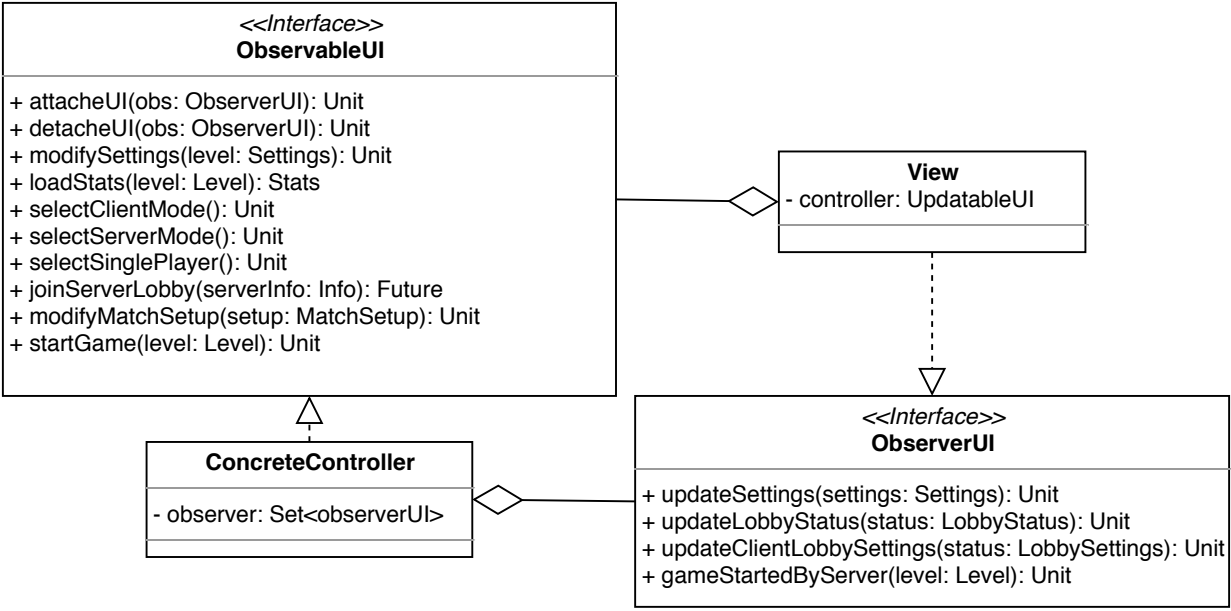 <<Interface>>
ObservableUI
+ attacheUI(obs: ObserverUI): Unit
+ detacheUI(obs: ObserverUI): Unit
+ modifySettings(level: Settings): Unit
+ loadStats(level: Level): Stats
+ selectClientMode(): Unit
+ selectServerMode(): Unit
+ selectSinglePlayer(): Unit
+ joinServerLobby(serverInfo: Info): Future
+ modifyMatchSetup(setup: MatchSetup): Unit
+ startGame(level: Level): Unit
View
- controller: UpdatableUI
ConcreteController
- observer: Set<observerUI>
<<Interface>>
ObserverUI
+ updateSettings(settings: Settings): Unit
+ updateLobbyStatus(status: LobbyStatus): Unit
+ updateClientLobbySettings(status: LobbySettings): Unit
+ gameStartedByServer(level: Level): Unit